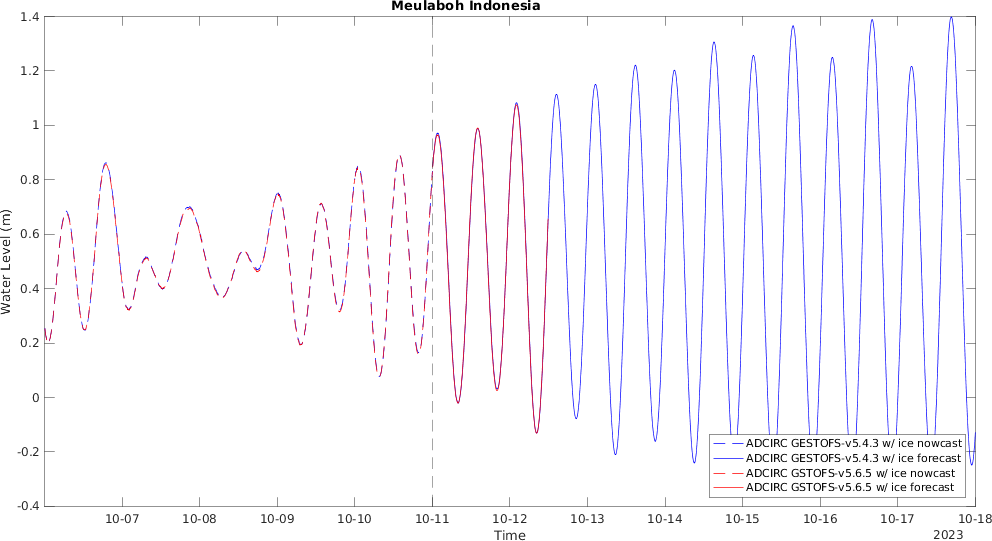 Meulaboh Indonesia
1.4
1.2
1
0.8
0.6
0.4
0.2
0
-0.2
-0.4
Water Level (m)
ADCIRC GESTOFS-v5.4.3 w/ ice nowcast
ADCIRC GESTOFS-v5.4.3 w/ ice forecast
ADCIRC GSTOFS-v5.6.5 w/ ice nowcast
ADCIRC GSTOFS-v5.6.5 w/ ice forecast
10-07 10-08 10-09 10-10 10-11 10-12 10-13 10-14 10-15 10-16 10-17 10-18
Time
2023